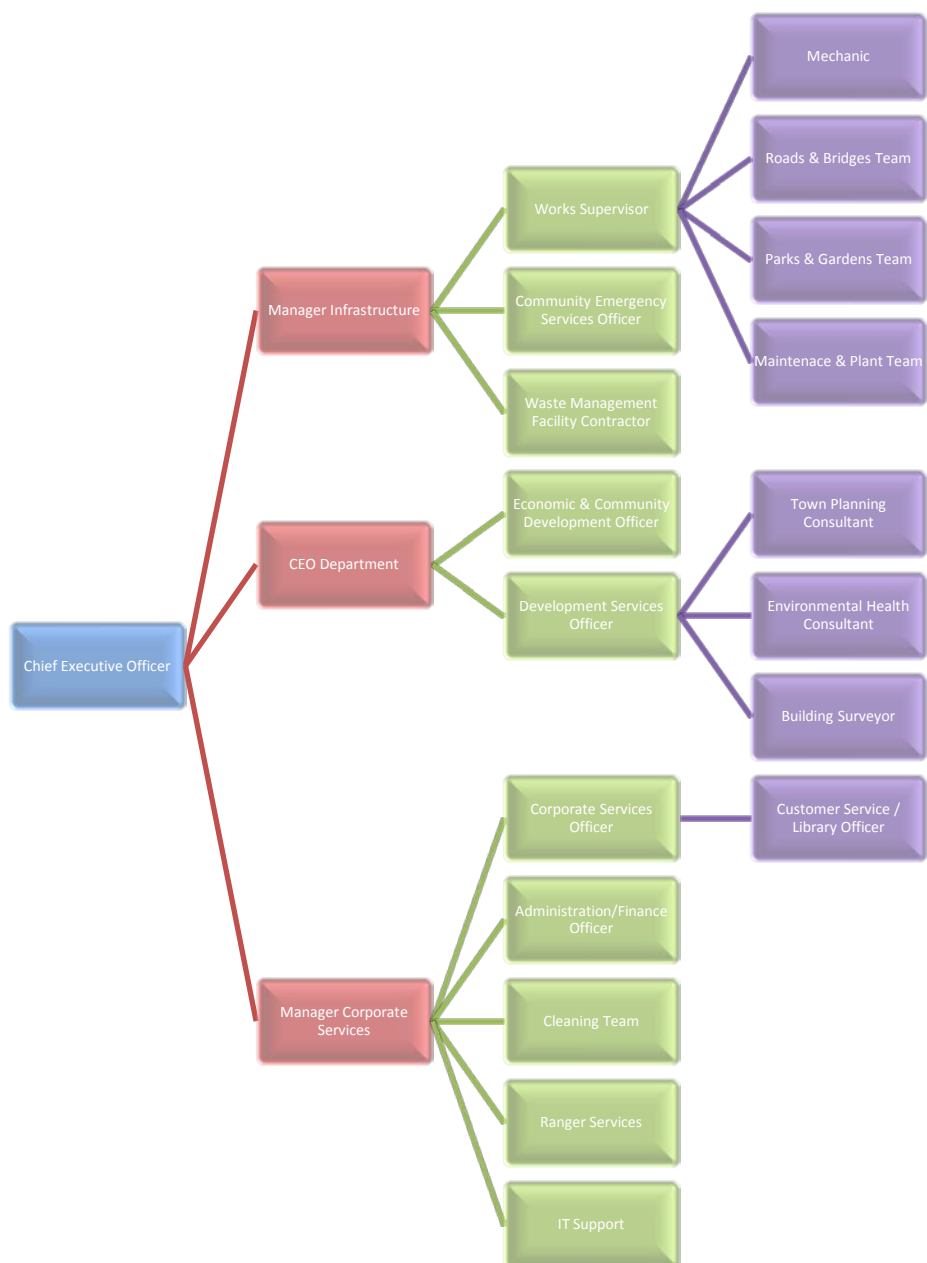 Chief Executive Officer
Manager Infrastructure
Works Supervisor
Mechanic
Roads & Bridges Team
Parks & Gardens Team
Maintenace & Plant Team
Community Emergency
Services Officer
Waste Management
Facility Contractor
CEO Department
Economic & Community
Development Officer
Development Services
Officer
Town Planning
Consultant
Environmental Health
Consultant
Building Surveyor
Manager Corporate
Services
Corporate Services
Officer
Customer Service /
Library Officer
Administration/Finance
Officer
Cleaning Team
Ranger Services
IT Support